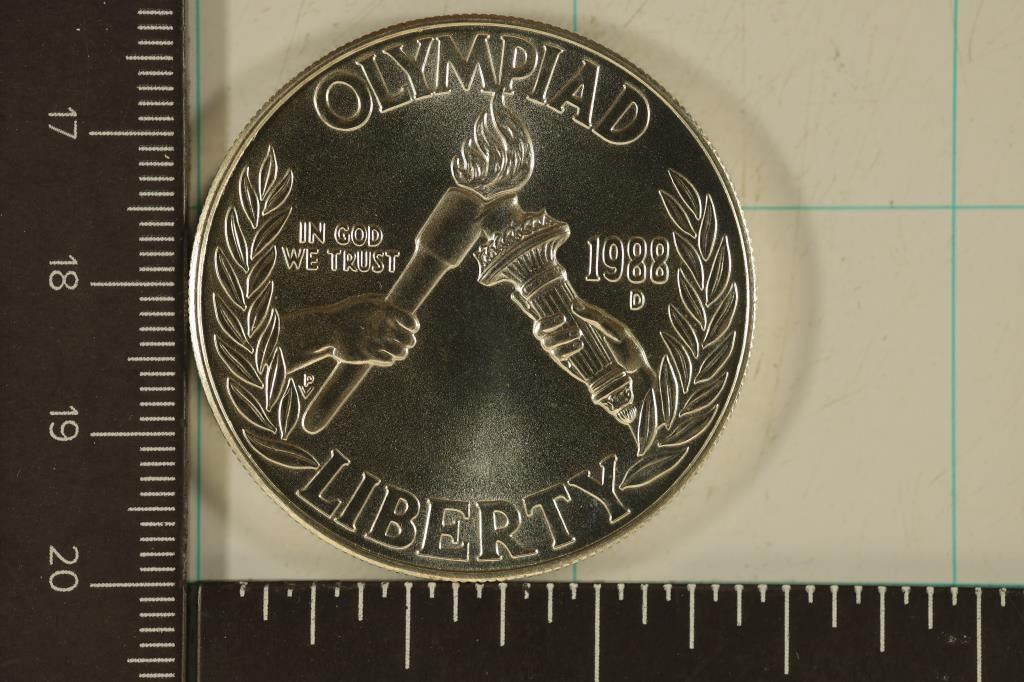 OLYMPIAD
IN GOD
WE TRUST
1988
D
LIBERTY
17
18
19
20